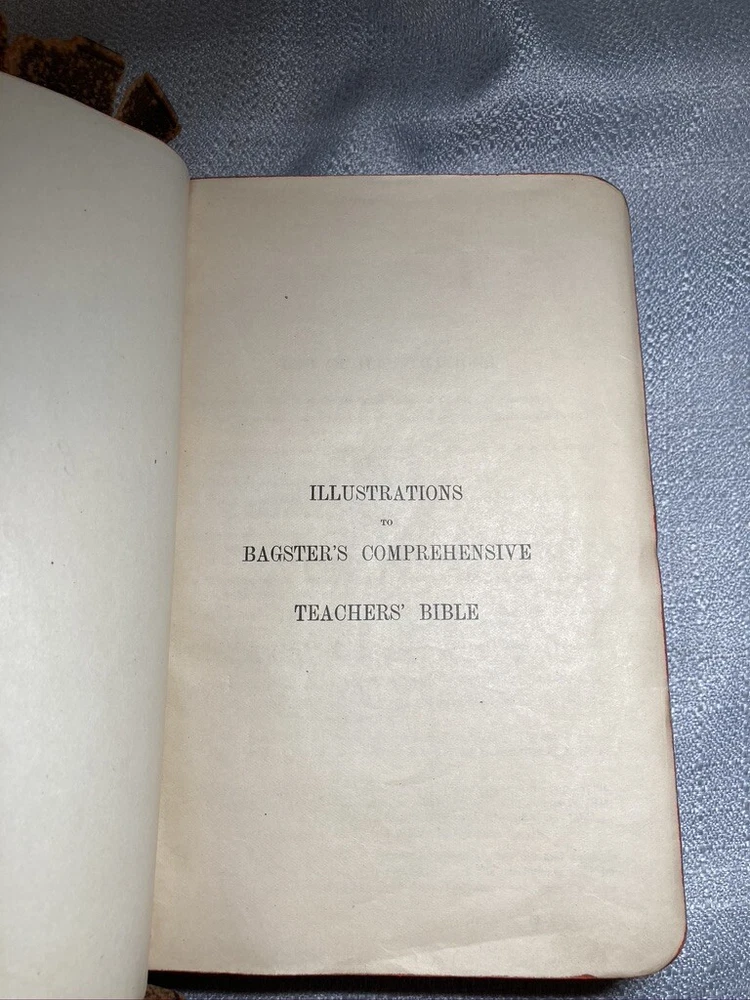 ILLUSTRATIONS
TO
BAGSTER'S COMPREHENSIVE
TEACHERS' BIBLE